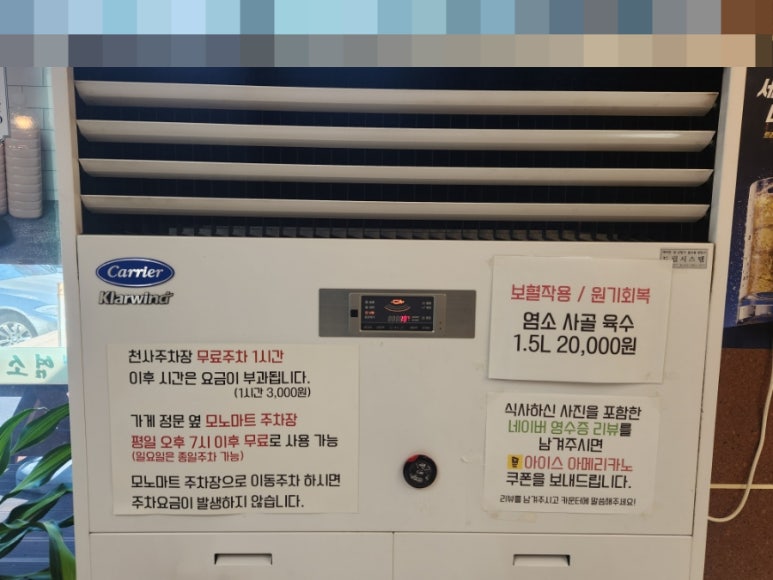 Carrier
Klarwind
천사주차장 무료주차 1시간
이후 시간은 요금이 부과됩니다.
(1시간 3,000원)
가게 정문 옆 모노마트 주차장
평일 오후 7시 이후 무료로 사용 가능
(일요일은 종일주차 가능)
모노마트 주차장으로 이동주차 하시면
주차요금이 발생하지 않습니다.
보혈작용 / 원기회복
염소 사골 육수
1.5L 20,000원
식사하신 사진을 포함한
네이버 영수증 리뷰를
남겨주시면
아이스 아메리카노
쿠폰을 보내드립니다.
리뷰를 남겨주시고 카운터에 말씀해주세요!
염소